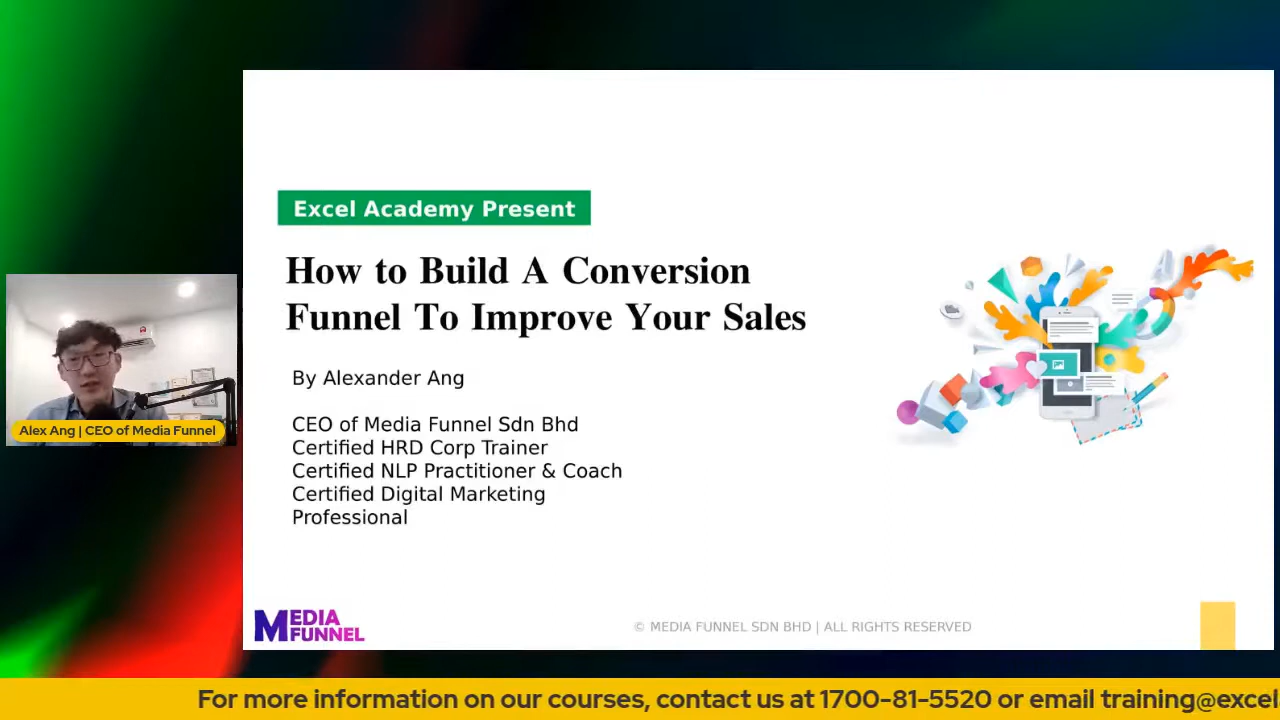 Excel Academy Present
How to Build A Conversion
Funnel To Improve Your Sales
By Alexander Ang
CEO of Media Funnel Sdn Bhd
Certified HRD Corp Trainer
Certified NLP Practitioner & Coach
Certified Digital Marketing
Professional
Alex Ang | CEO of Media Funnel
MEDIA
FUNNEL
© MEDIA FUNNEL SDN BHD | ALL RIGHTS RESERVED
For more information on our courses, contact us at 1700-81-5520 or email training@excel